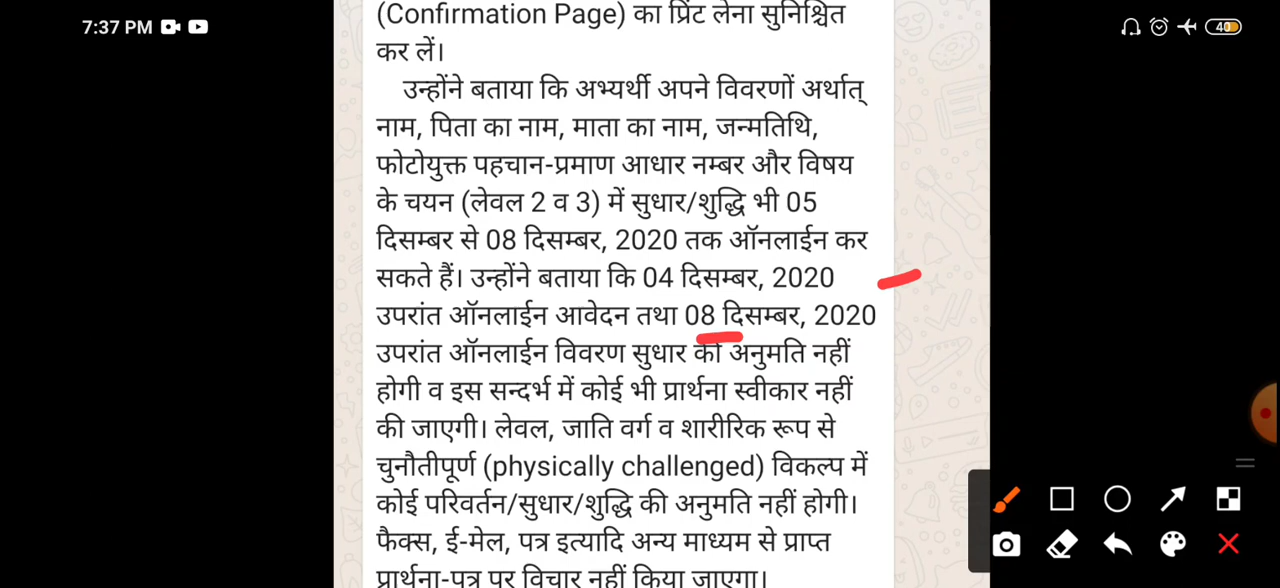 7:37 PM
40
(Confirmation Page) का प्रिंट लेना सुनिश्चित
कर लें।
उन्होंने बताया कि अभ्यर्थी अपने विवरणों अर्थात्
नाम, पिता का नाम, माता का नाम, जन्मतिथि,
फोटोयुक्त पहचान-प्रमाण आधार नम्बर और विषय
के चयन (लेवल 2 व 3) में सुधार/शुद्धि भी 05
दिसम्बर से 08 दिसम्बर, 2020 तक ऑनलाईन कर
सकते हैं। उन्होंने बताया कि 04 दिसम्बर, 2020
उपरांत ऑनलाईन आवेदन तथा 08 दिसम्बर, 2020
उपरांत ऑनलाईन विवरण सुधार की अनुमति नहीं
होगी व इस सन्दर्भ में कोई भी प्रार्थना स्वीकार नहीं
की जाएगी। लेवल, जाति वर्ग व शारीरिक रूप से
चुनौतीपूर्ण (physically challenged) विकल्प में
कोई परिवर्तन/सुधार/शुद्धि की अनुमति नहीं होगी।
फैक्स, ई-मेल, पत्र इत्यादि अन्य माध्यम से प्राप्त
प्रार्थना-पत्र पर विचार नहीं किया जाएगा।